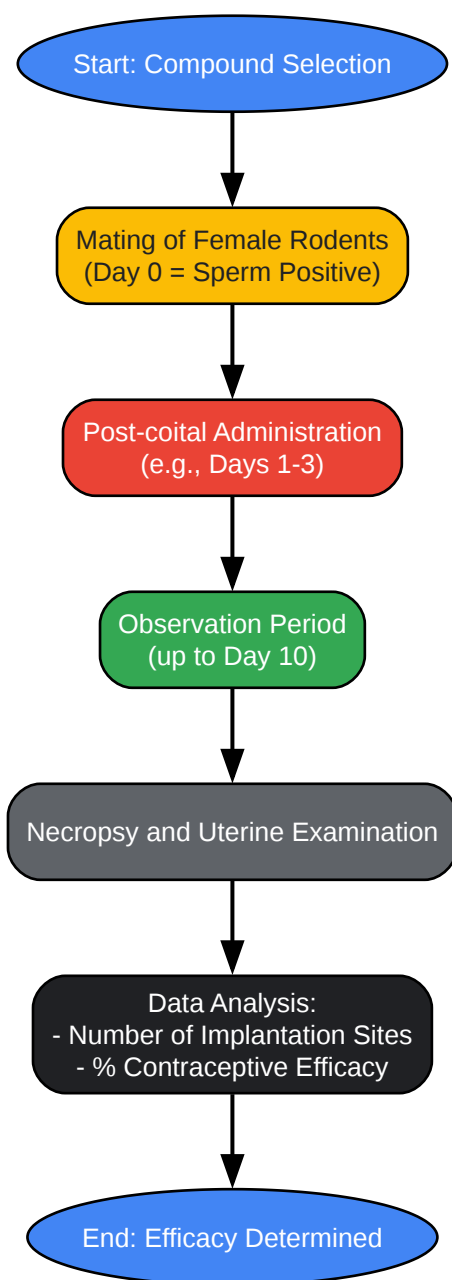 Start: Compound Selection
Mating of Female Rodents
(Day 0 = Sperm Positive)
Post-coital Administration
(e.g., Days 1-3)
Observation Period
(up to Day 10)
Necropsy and Uterine Examination
Data Analysis:
- Number of Implantation Sites
- % Contraceptive Efficacy
End: Efficacy Determined